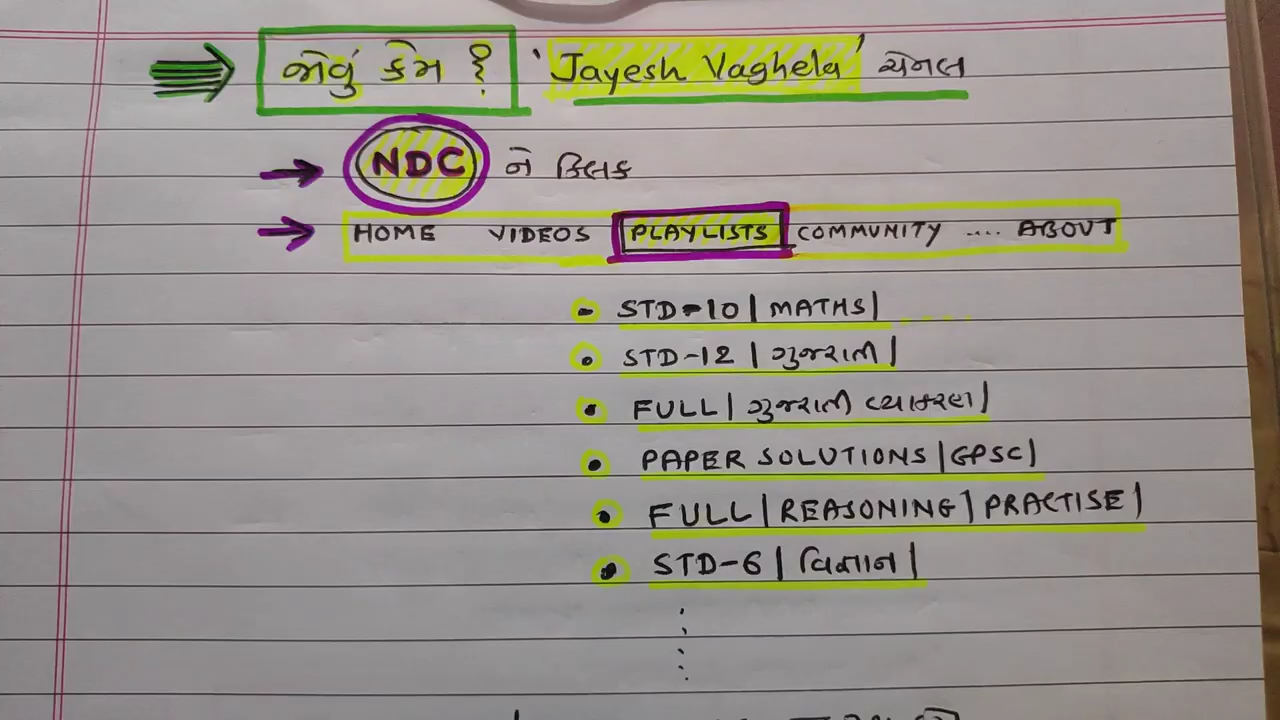 જોવું કેમ ? 'Jayesh Vaghela' ચેનલ
NDC ને ક્લિક
HOME VIDEOS PLAYLISTS COMMUNITY .... ABOUT
STD-10 | MATHS |
STD-12 | ગુજરાતી |
FULL | ગુજરાતી વ્યાકરણ |
PAPER SOLUTIONS | GPSC |
FULL | REASONING | PRACTISE |
STD-6 | વિજ્ઞાન |